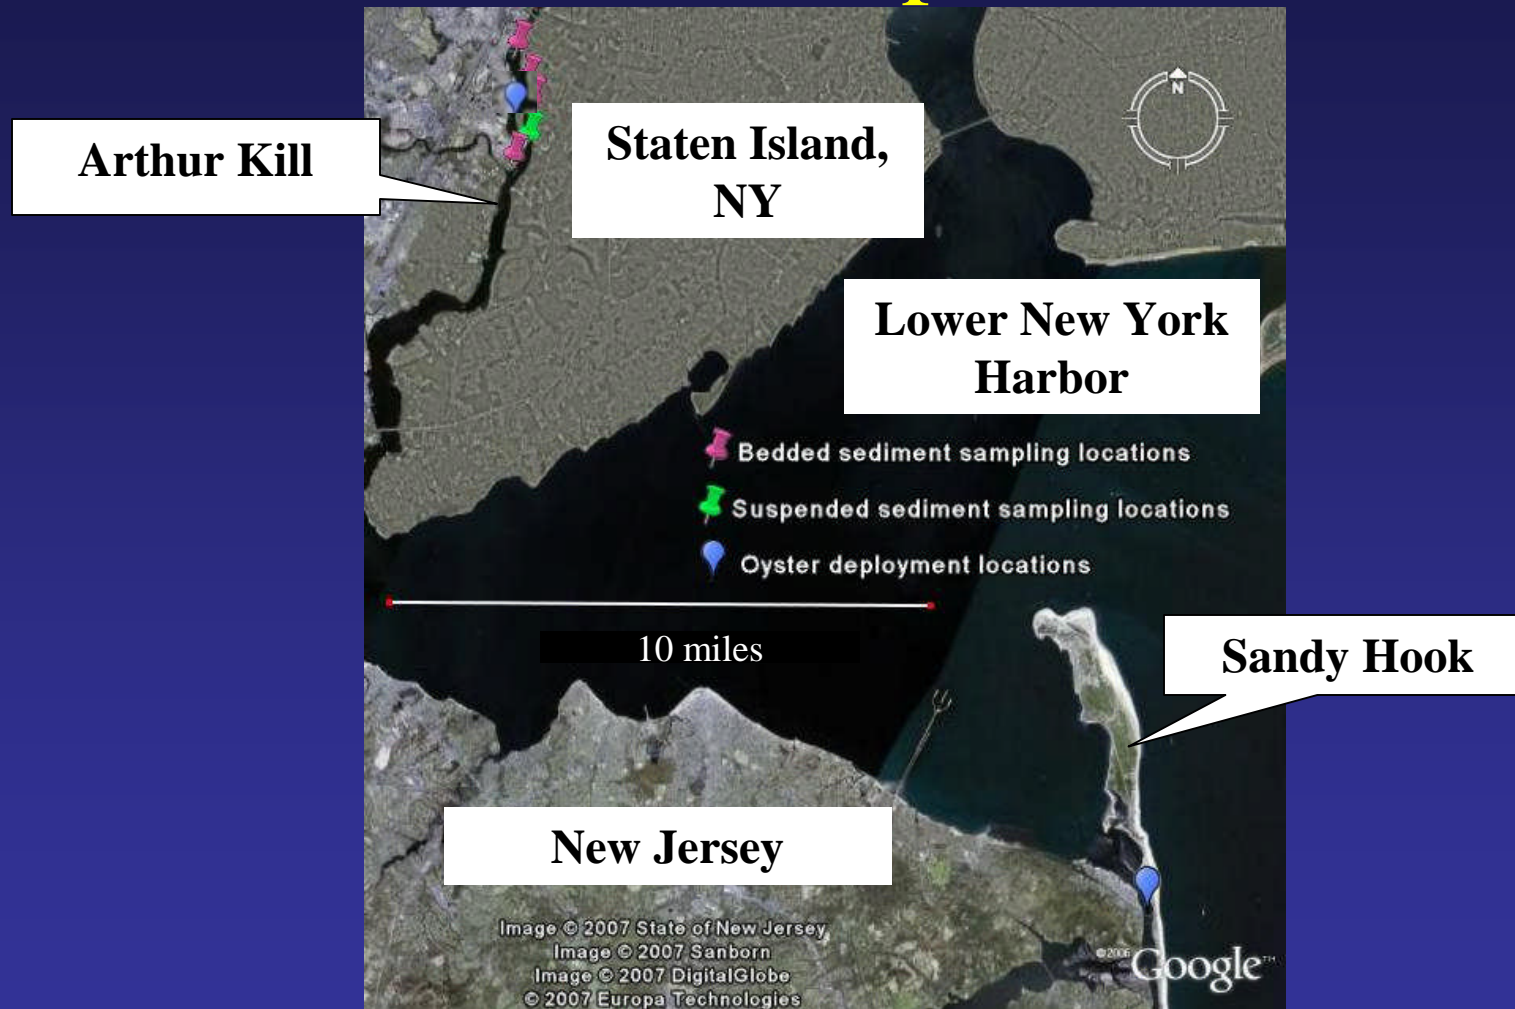 N
Arthur Kill
Staten Island,
NY
Lower New York
Harbor
Bedded sediment sampling locations
Suspended sediment sampling locations
Oyster deployment locations
10 miles
Sandy Hook
New Jersey
Image © 2007 State of New Jersey
Image © 2007 Sanborn
Image © 2007 DigitalGlobe
© 2007 Europa Technologies
©2006 Google™